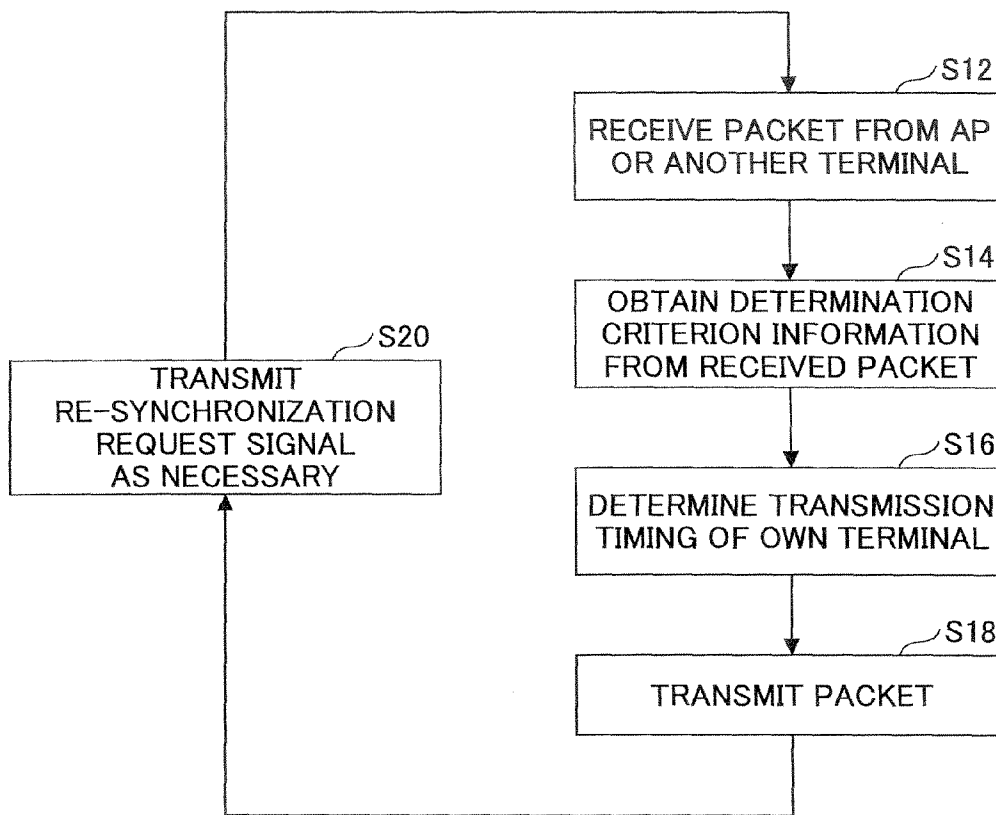 S12
RECEIVE PACKET FROM AP
OR ANOTHER TERMINAL
S14
OBTAIN DETERMINATION
CRITERION INFORMATION
FROM RECEIVED PACKET
S16
DETERMINE TRANSMISSION
TIMING OF OWN TERMINAL
S18
TRANSMIT PACKET
S20
TRANSMIT
RE-SYNCHRONIZATION
REQUEST SIGNAL
AS NECESSARY